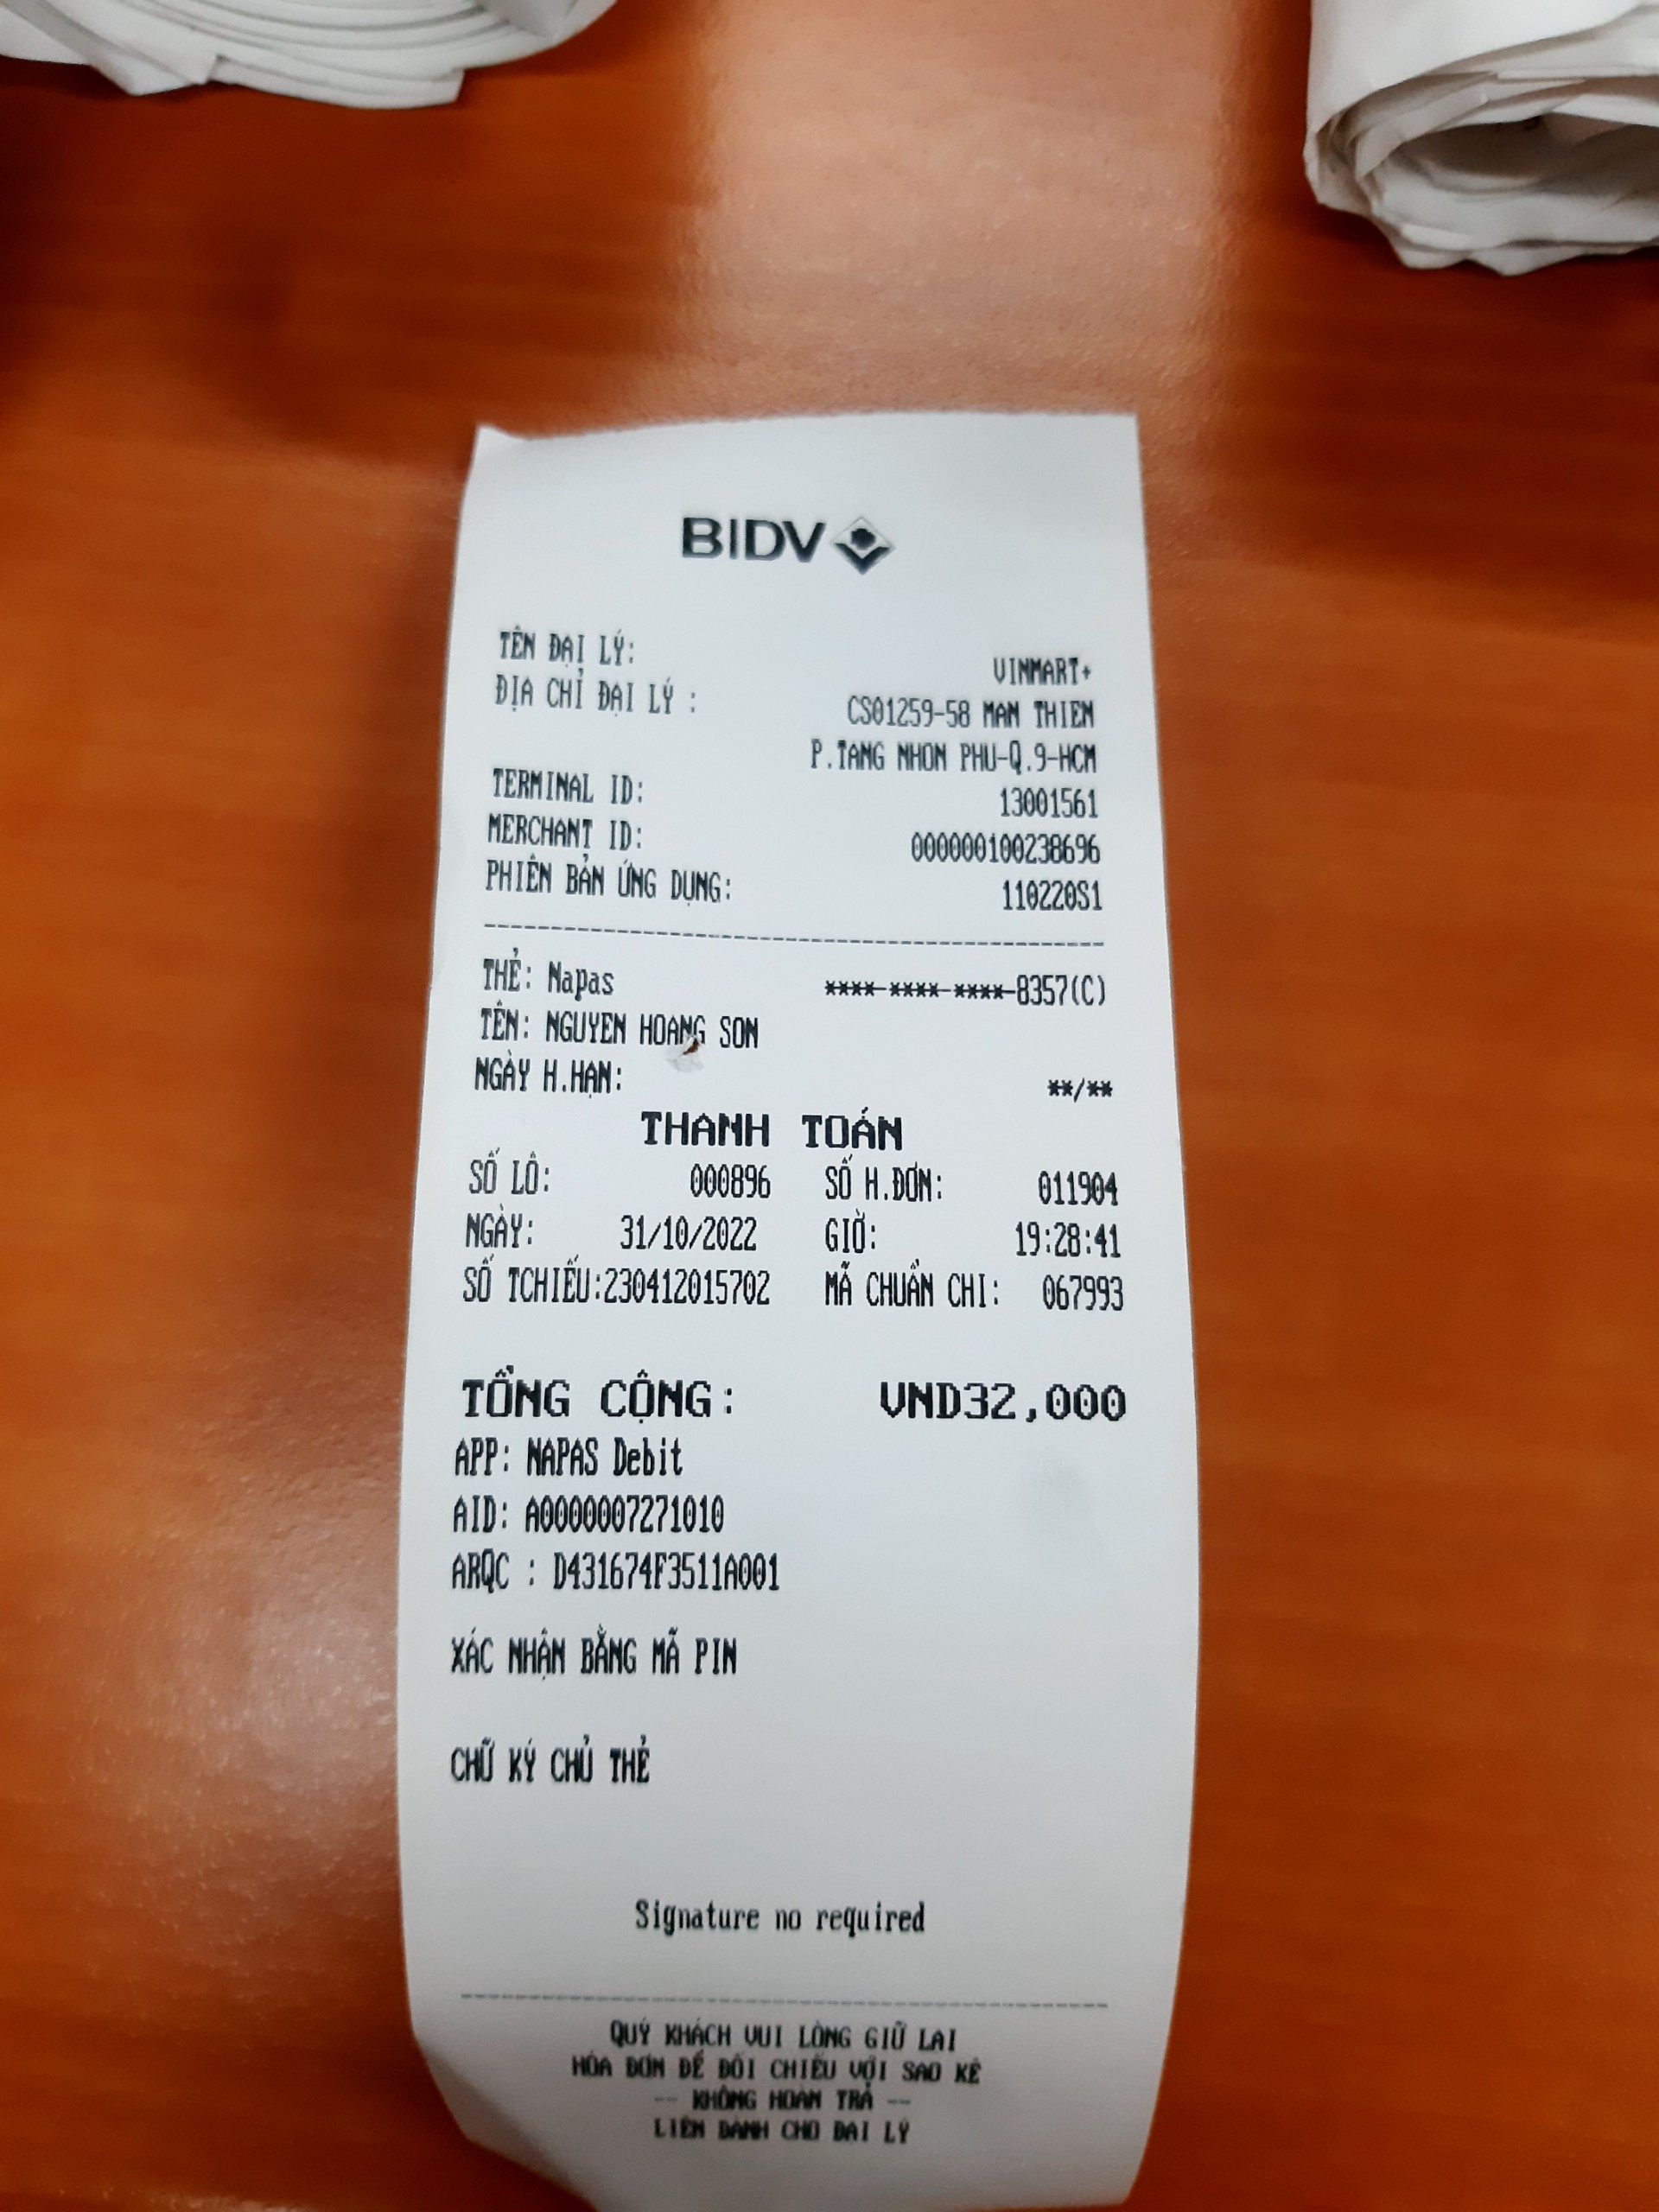 BIDV
TÊN ĐẠI LÝ: VINMART+
ĐỊA CHỈ ĐẠI LÝ : CS01259-58 MAN THIEN
P.TANG NHON PHU-Q.9-HCM
TERMINAL ID: 13001561
MERCHANT ID: 000000100238696
PHIÊN BẢN ỨNG DỤNG: 110220S1
THẺ: Napas ****-****-****-8357(C)
TÊN: NGUYEN HOANG SON
NGÀY H.HẠN: **/**
THANH TOÁN
SỐ LÔ: 000896 SỐ H.ĐƠN: 011904
NGÀY: 31/10/2022 GIỜ: 19:28:41
SỐ TCHIẾU:230412015702 MÃ CHUẨN CHI: 067993
TỔNG CỘNG: VND32,000
APP: NAPAS Debit
AID: A0000007271010
ARQC : D431674F3511A001
XÁC NHẬN BẰNG MÃ PIN
CHỮ KÝ CHỦ THẺ
Signature no required
QUÝ KHÁCH VUI LÒNG GIỮ LẠI
HÓA ĐƠN ĐỂ ĐỐI CHIẾU VỚI SAO KÊ
-- KHÔNG HOÀN TRẢ --
LIÊN DÀNH CHO ĐẠI LÝ